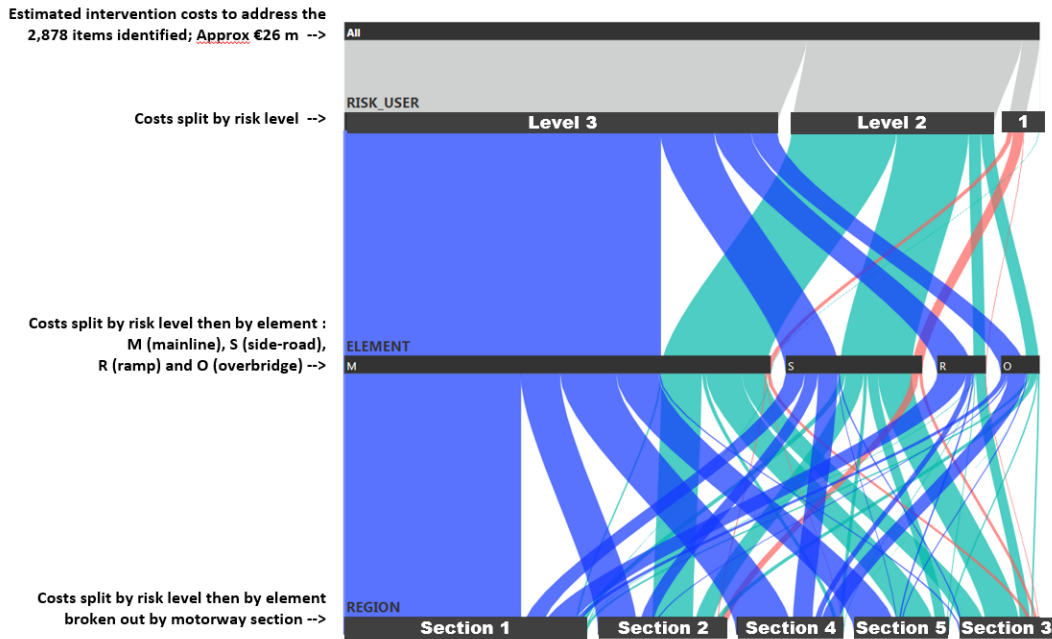 Estimated intervention costs to address the
2,878 items identified; Approx €26 m -->
All
RISK_USER
Costs split by risk level -->
Level 3
Level 2
1
Costs split by risk level then by element :
M (mainline), S (side-road),
R (ramp) and O (overbridge) -->
ELEMENT
M
S
R
O
Costs split by risk level then by element
broken out by motorway section -->
REGION
Section 1
Section 2
Section 4
Section 5
Section 3